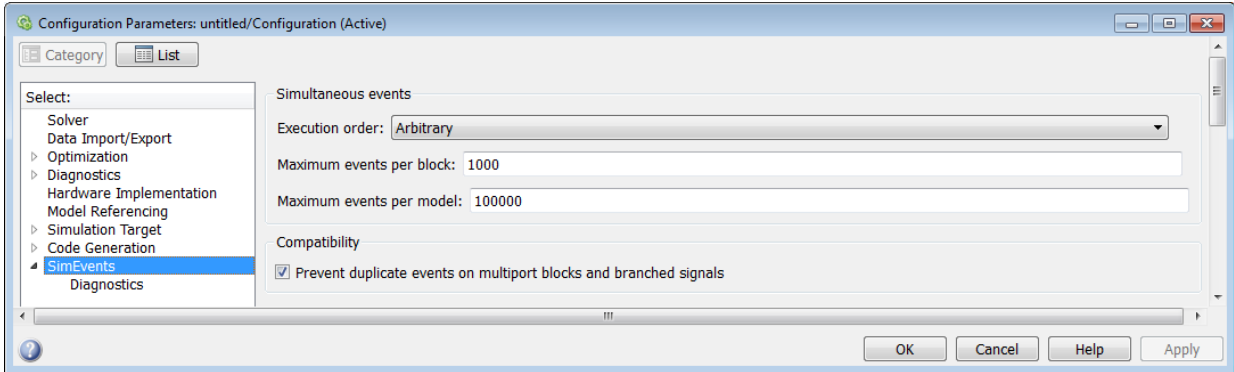 Configuration Parameters: untitled/Configuration (Active)
Category List
Select:
Solver
Data Import/Export
Optimization
Diagnostics
Hardware Implementation
Model Referencing
Simulation Target
Code Generation
SimEvents
Diagnostics
Simultaneous events
Execution order: Arbitrary
Maximum events per block: 1000
Maximum events per model: 100000
Compatibility
Prevent duplicate events on multiport blocks and branched signals
OK Cancel Help Apply